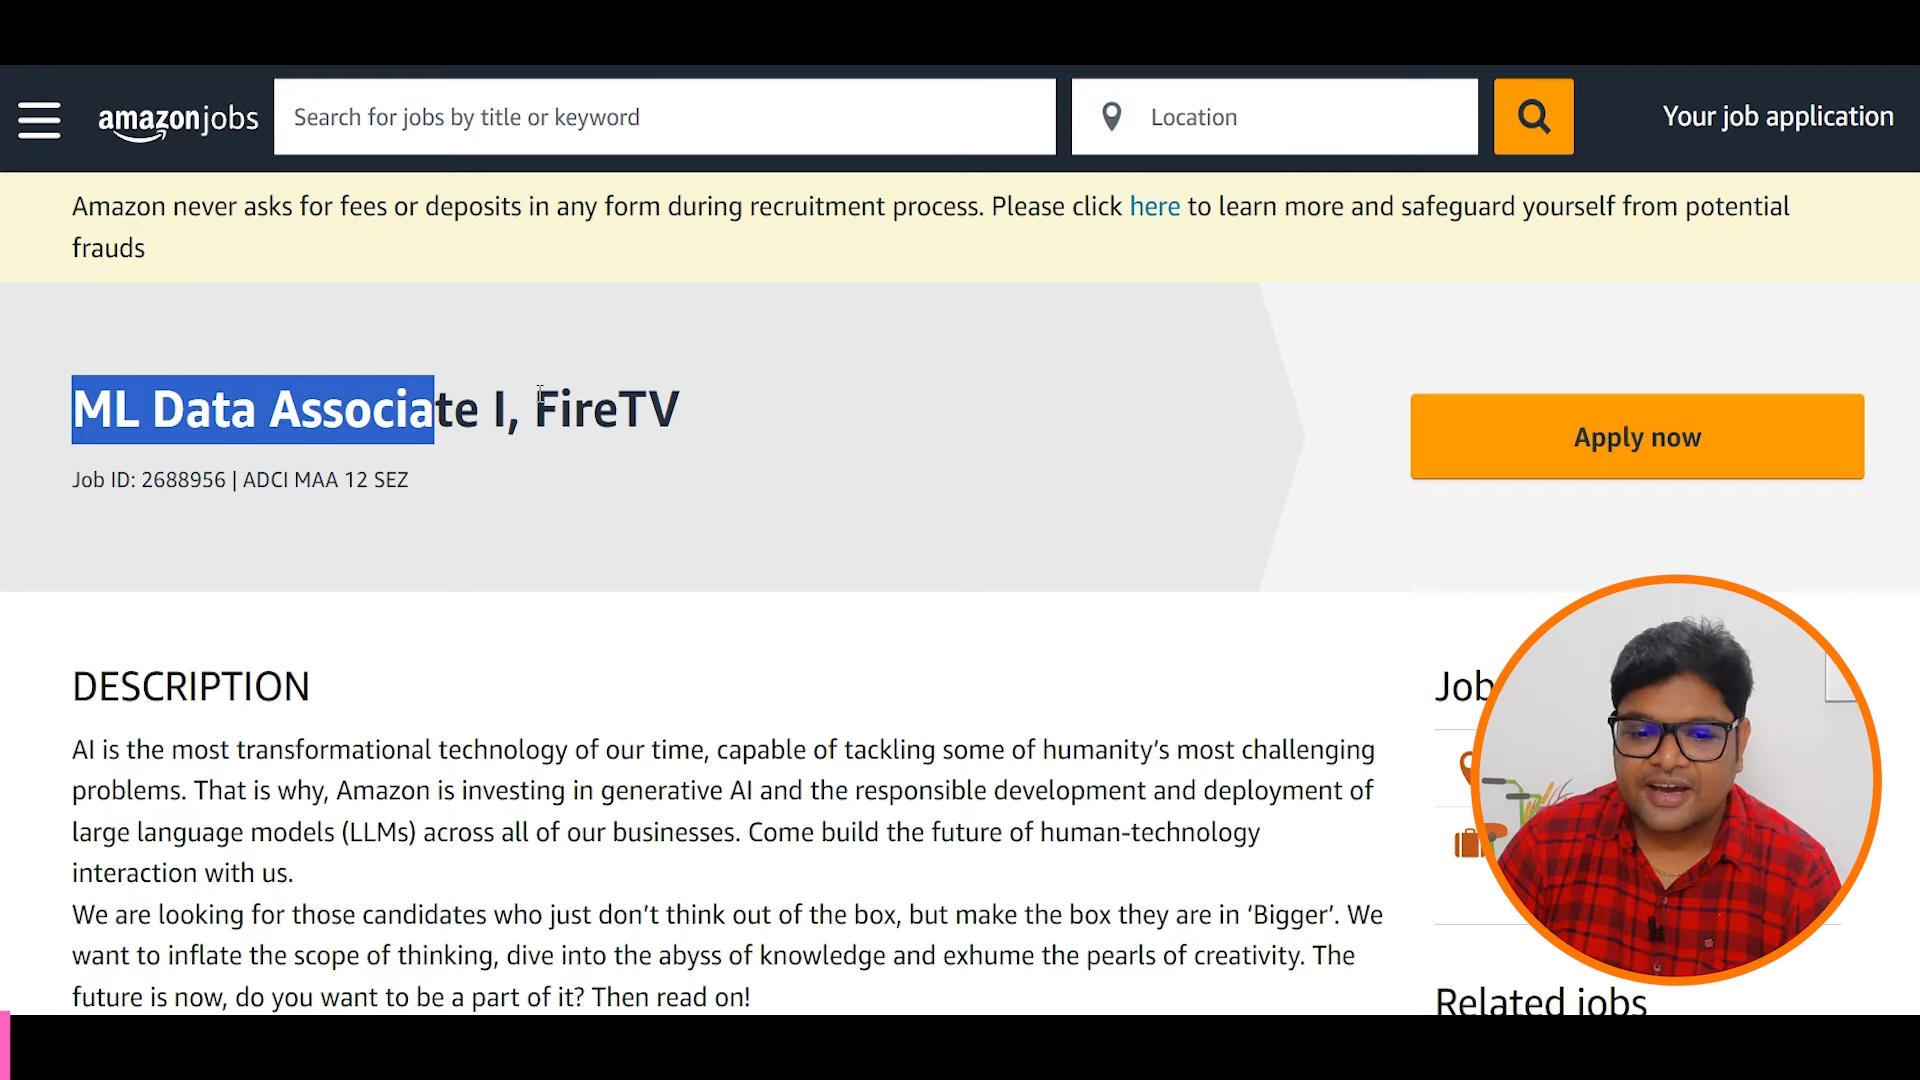 amazonjobs
Search for jobs by title or keyword
Location
Your job application
Amazon never asks for fees or deposits in any form during recruitment process. Please click here to learn more and safeguard yourself from potential
frauds
ML Data Associate I, FireTV
Job ID: 2688956 | ADCI MAA 12 SEZ
Apply now
DESCRIPTION
AI is the most transformational technology of our time, capable of tackling some of humanity’s most challenging
problems. That is why, Amazon is investing in generative AI and the responsible development and deployment of
large language models (LLMs) across all of our businesses. Come build the future of human-technology
interaction with us.
We are looking for those candidates who just don’t think out of the box, but make the box they are in ‘Bigger’. We
want to inflate the scope of thinking, dive into the abyss of knowledge and exhume the pearls of creativity. The
future is now, do you want to be a part of it? Then read on!
Job
Related jobs